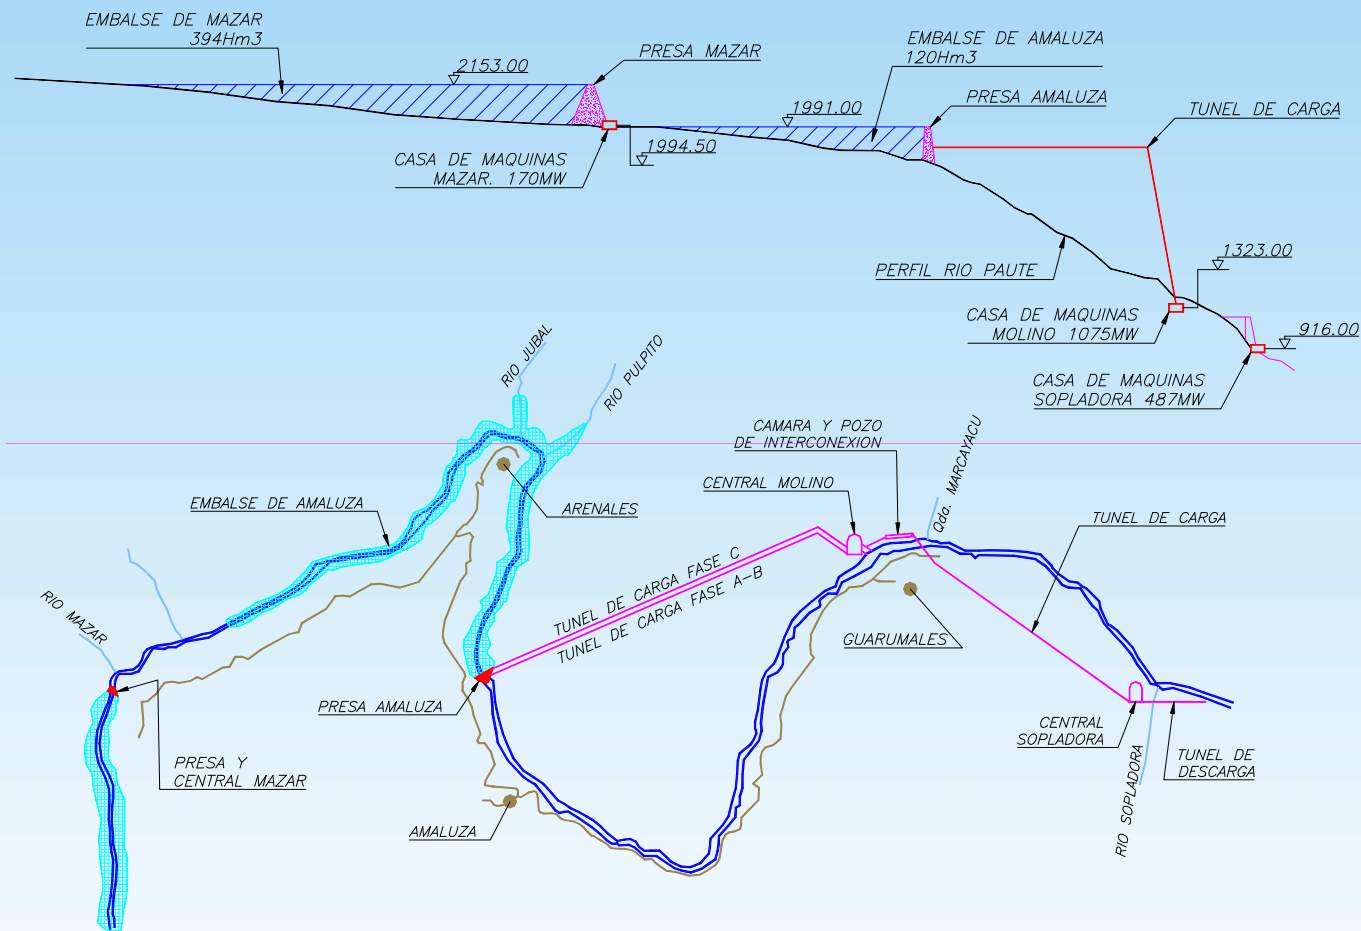 EMBALSE DE MAZAR
394Hm3
2153.00
PRESA MAZAR
EMBALSE DE AMALUZA
120Hm3
1991.00
PRESA AMALUZA
TUNEL DE CARGA
CASA DE MAQUINAS
MAZAR. 170MW
1994.50
PERFIL RIO PAUTE
1323.00
CASA DE MAQUINAS
MOLINO 1075MW
916.00
CASA DE MAQUINAS
SOPLADORA 487MW
RIO JUBAL
RIO PULPITO
CAMARA Y POZO
DE INTERCONEXION
CENTRAL MOLINO
Qda. MARCAYACU
EMBALSE DE AMALUZA
ARENALES
TUNEL DE CARGA
TUNEL DE CARGA FASE C
TUNEL DE CARGA FASE A-B
RIO MAZAR
GUARUMALES
PRESA AMALUZA
CENTRAL
SOPLADORA
PRESA Y
CENTRAL MAZAR
TUNEL DE
DESCARGA
RIO SOPLADORA
AMALUZA